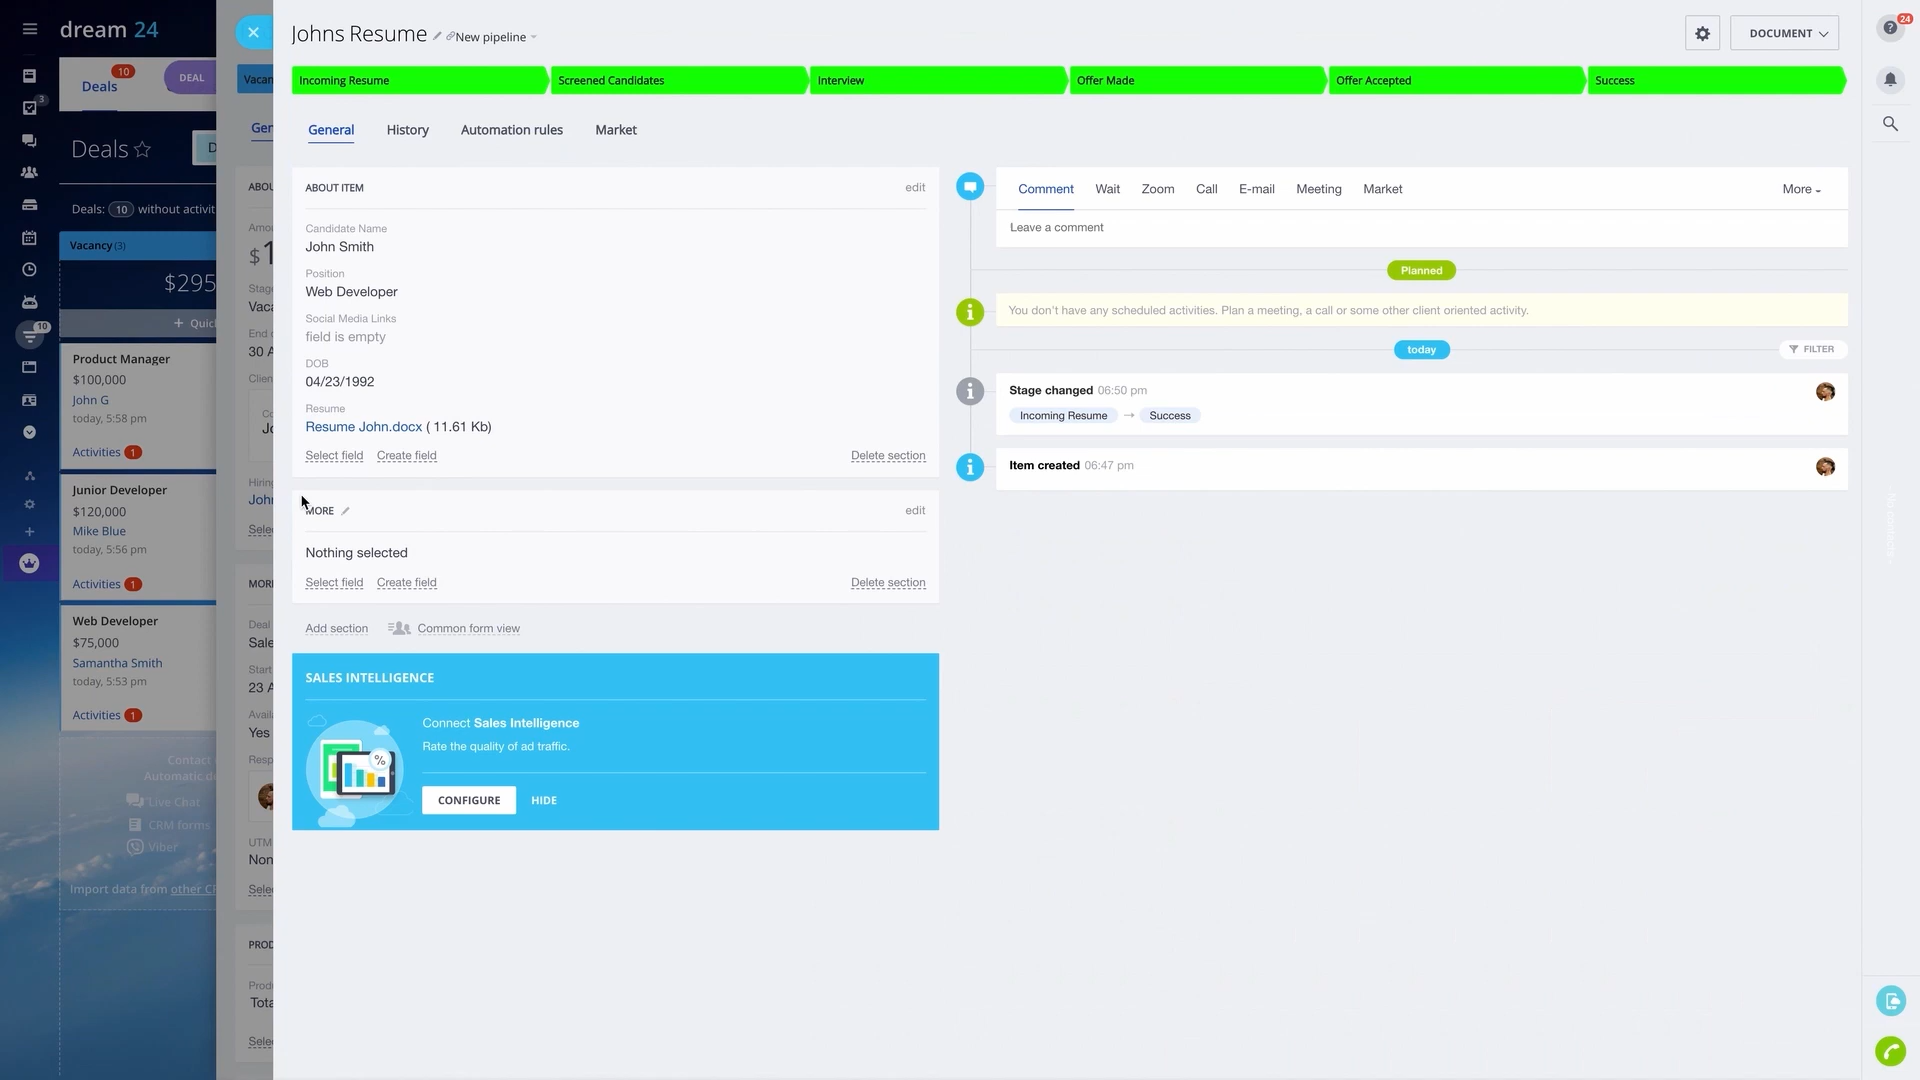 dream 24
Deals
10
DEAL
Deals
Deals: 10 without activit
Vacancy (3)
$295
Product Manager
$100,000
John G
today, 5:58 pm
Activities 1
Junior Developer
$120,000
Mike Blue
today, 5:56 pm
Activities 1
Web Developer
$75,000
Samantha Smith
today, 5:53 pm
Activities 1
Live Chat
CRM forms
Viber
Import data from other CR
3
10
Johns Resume
New pipeline
DOCUMENT
24
Incoming Resume
Screened Candidates
Interview
Offer Made
Offer Accepted
Success
General
History
Automation rules
Market
ABOUT ITEM
edit
Candidate Name
John Smith
Position
Web Developer
Social Media Links
field is empty
DOB
04/23/1992
Resume
Resume John.docx ( 11.61 Kb)
Select field
Create field
Delete section
MORE
edit
Nothing selected
Select field
Create field
Delete section
Add section
Common form view
SALES INTELLIGENCE
Connect Sales Intelligence
Rate the quality of ad traffic.
%
CONFIGURE
HIDE
Comment
Wait
Zoom
Call
E-mail
Meeting
Market
More
Leave a comment
Planned
You don't have any scheduled activities. Plan a meeting, a call or some other client oriented activity.
today
FILTER
Stage changed 06:50 pm
Incoming Resume → Success
Item created 06:47 pm